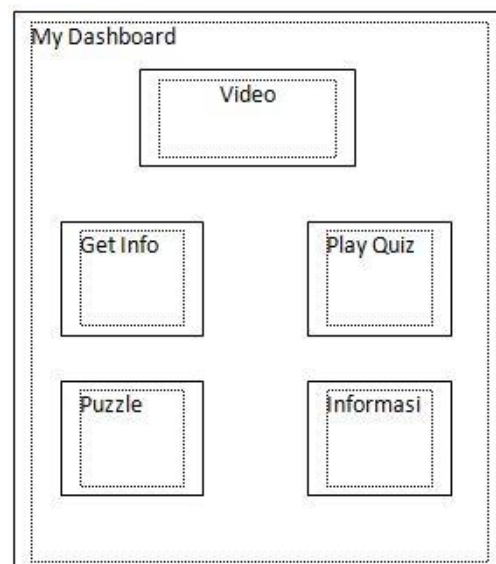 My Dashboard
Video
Get Info
Play Quiz
Puzzle
Informasi